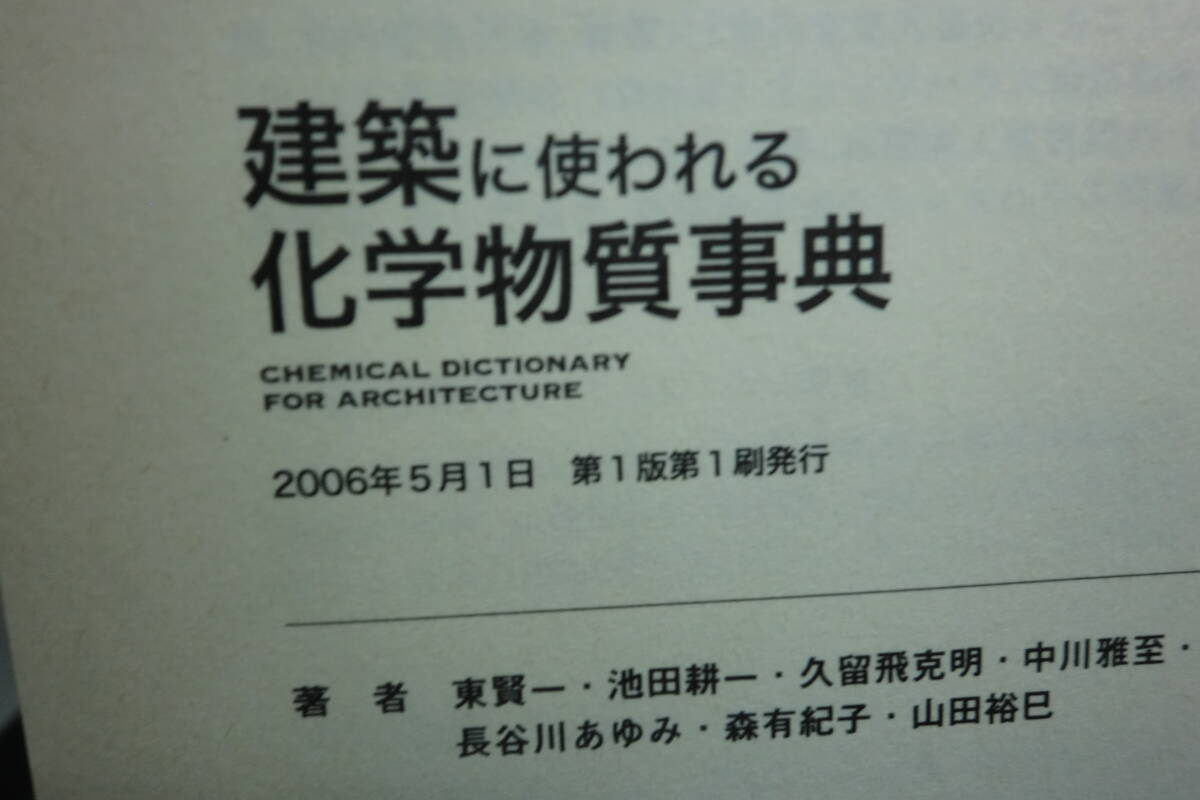 建築に使われる
化学物質事典
CHEMICAL DICTIONARY
FOR ARCHITECTURE
2006年5月1日　第1版第1刷発行
著　者　東賢一・池田耕一・久留飛克明・中川雅至・
長谷川あゆみ・森有紀子・山田裕巳